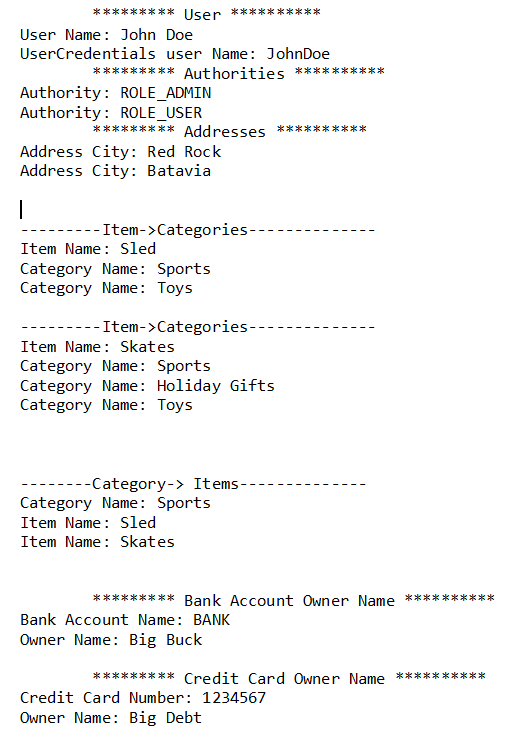 ********* User **********
User Name: John Doe
UserCredentials user Name: JohnDoe
********* Authorities **********
Authority: ROLE_ADMIN
Authority: ROLE_USER
********* Addresses **********
Address City: Red Rock
Address City: Batavia
---------Item->Categories--------------
Item Name: Sled
Category Name: Sports
Category Name: Toys
---------Item->Categories--------------
Item Name: Skates
Category Name: Sports
Category Name: Holiday Gifts
Category Name: Toys
--------Category-> Items--------------
Category Name: Sports
Item Name: Sled
Item Name: Skates
********* Bank Account Owner Name **********
Bank Account Name: BANK
Owner Name: Big Buck
********* Credit Card Owner Name **********
Credit Card Number: 1234567
Owner Name: Big Debt